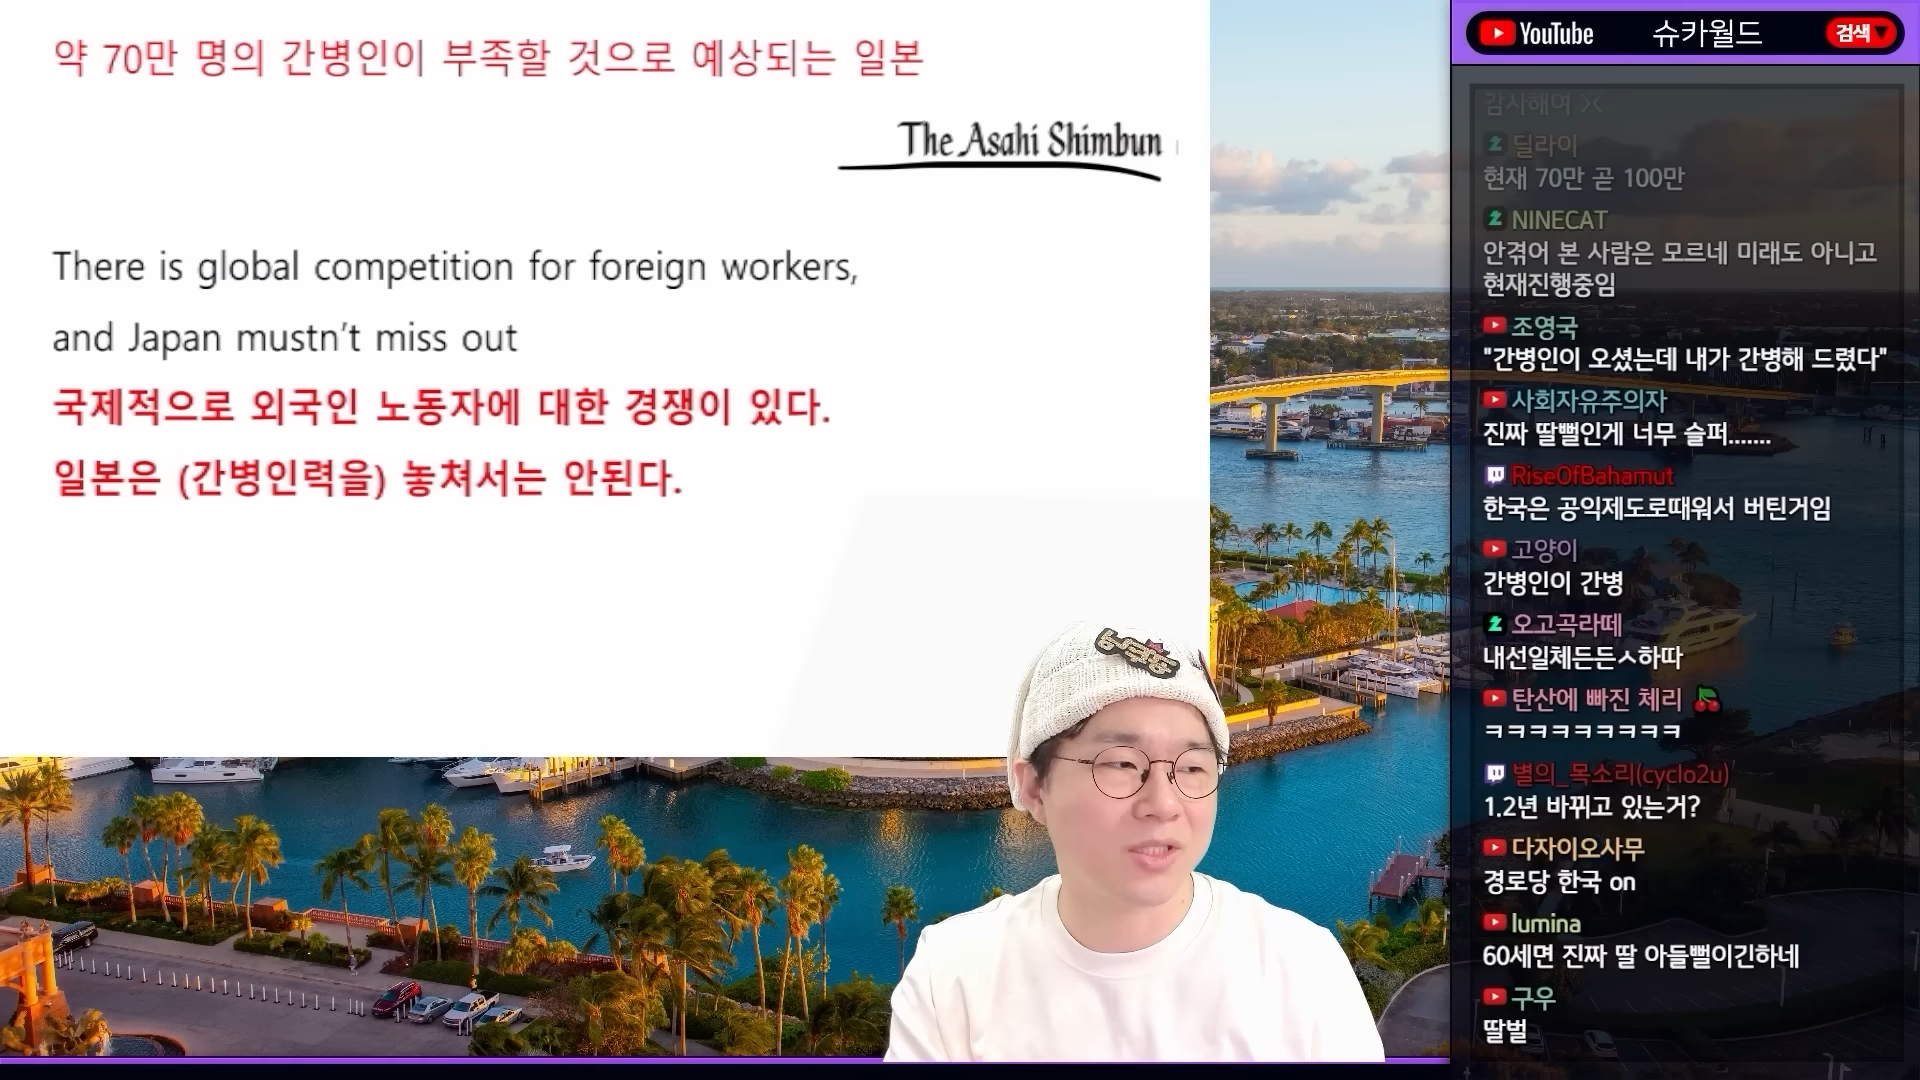 약 70만 명의 간병인이 부족할 것으로 예상되는 일본
The Asahi Shimbun
There is global competition for foreign workers,
and Japan mustn't miss out
국제적으로 외국인 노동자에 대한 경쟁이 있다.
일본은 (간병인력을) 놓쳐서는 안된다.
YouTube 슈카월드 검색
감사해여 ><
딜라이
현재 70만 곧 100만
NINECAT
안겪어 본 사람은 모르네 미래도 아니고
현재진행중임
조영국
"간병인이 오셨는데 내가 간병해 드렸다"
사회자유주의자
진짜 딸뻘인게 너무 슬퍼.......
RiseOfBahamut
한국은 공익제도로때워서 버틴거임
고양이
간병인이 간병
오고곡라떼
내선일체든든ㅅ하따
탄산에 빠진 체리
ㅋㅋㅋㅋㅋㅋㅋㅋㅋ
별의_목소리(cyclo2u)
1.2년 바뀌고 있는거?
다자이오사무
경로당 한국 on
lumina
60세면 진짜 딸 아들뻘이긴하네
구우
딸벌